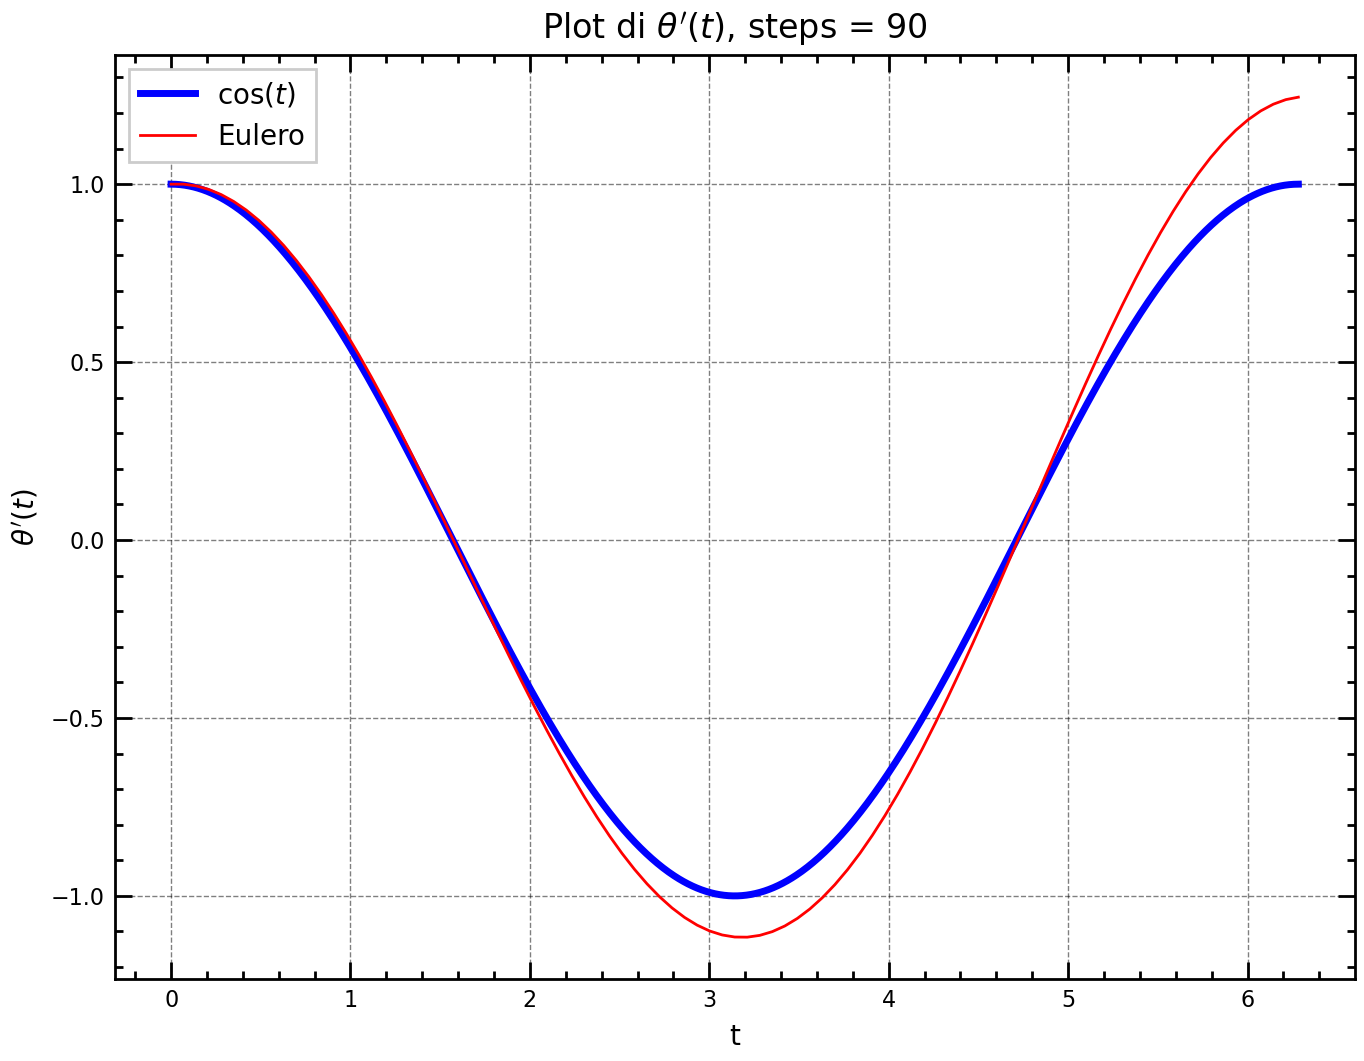 Plot di θ′(t), steps = 90
cos(t)
Eulero
1.0
0.5
0.0
−0.5
−1.0
θ′(t)
0 1 2 3 4 5 6
t